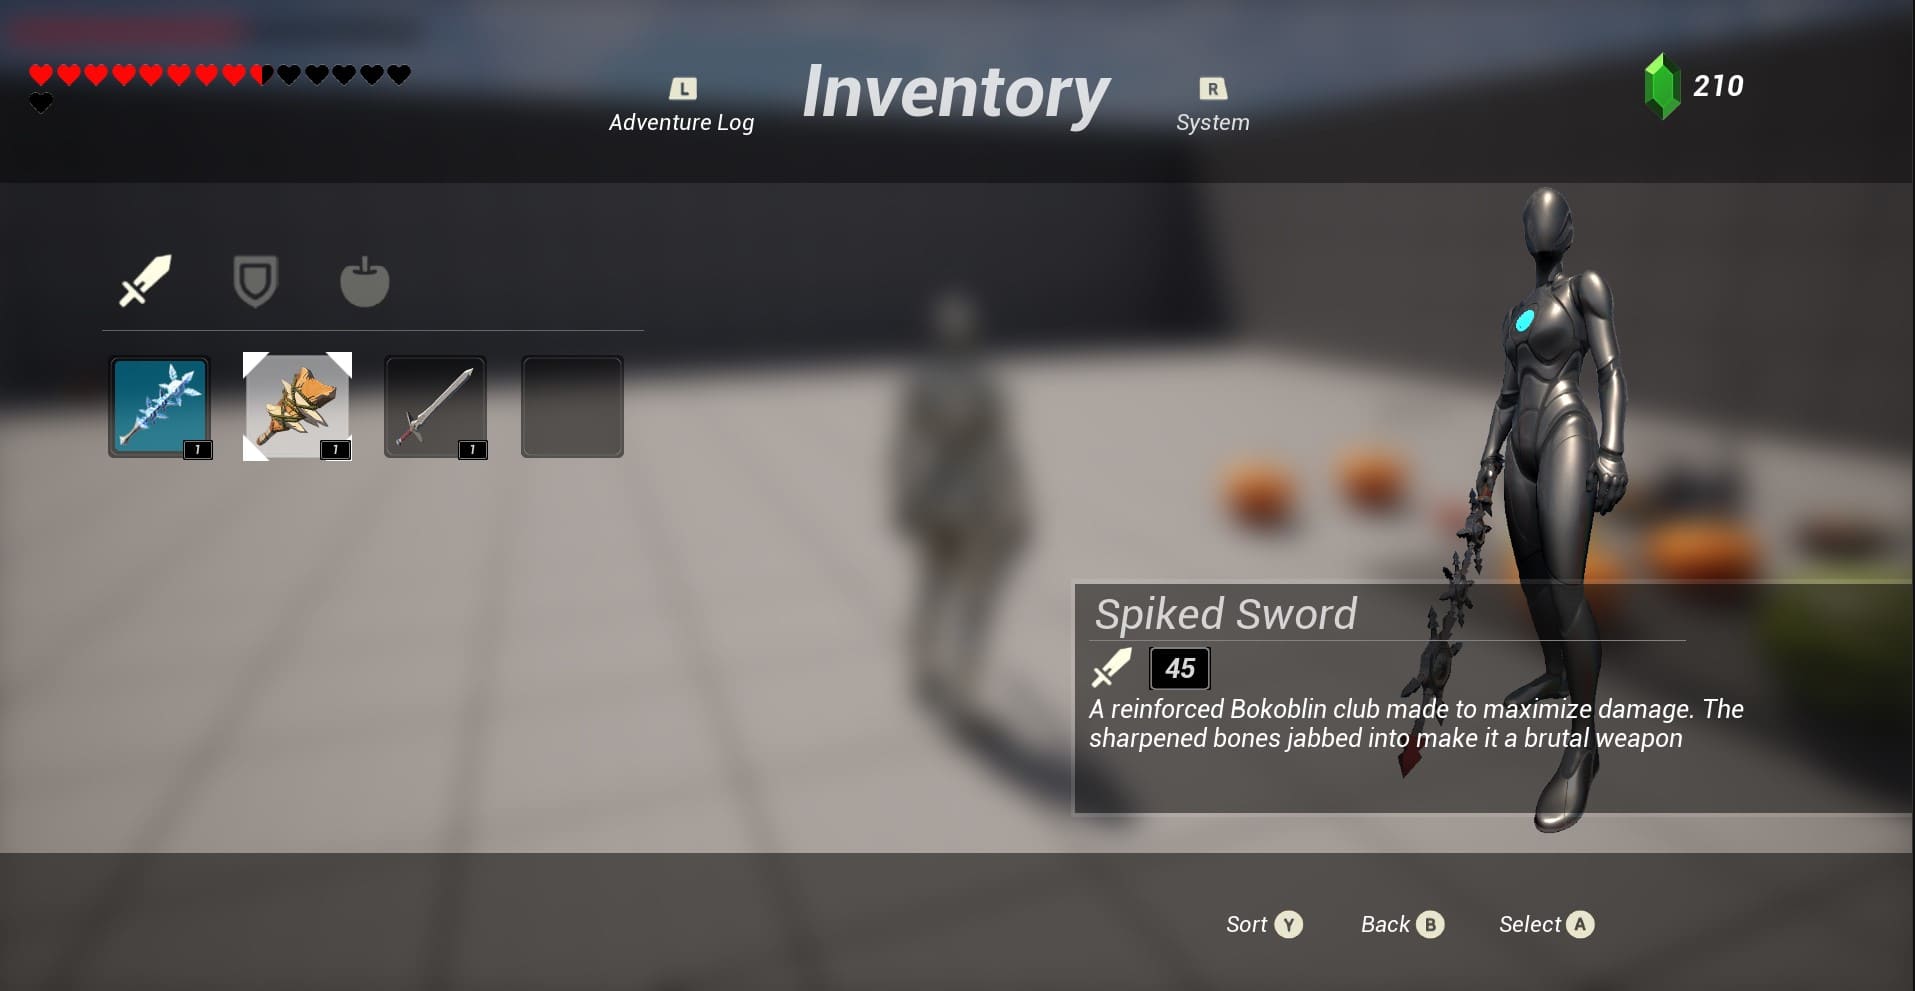 L
Adventure Log
Inventory
R
System
210
1
1
1
Spiked Sword
45
A reinforced Bokoblin club made to maximize damage. The
sharpened bones jabbed into make it a brutal weapon
Sort Y
Back B
Select A